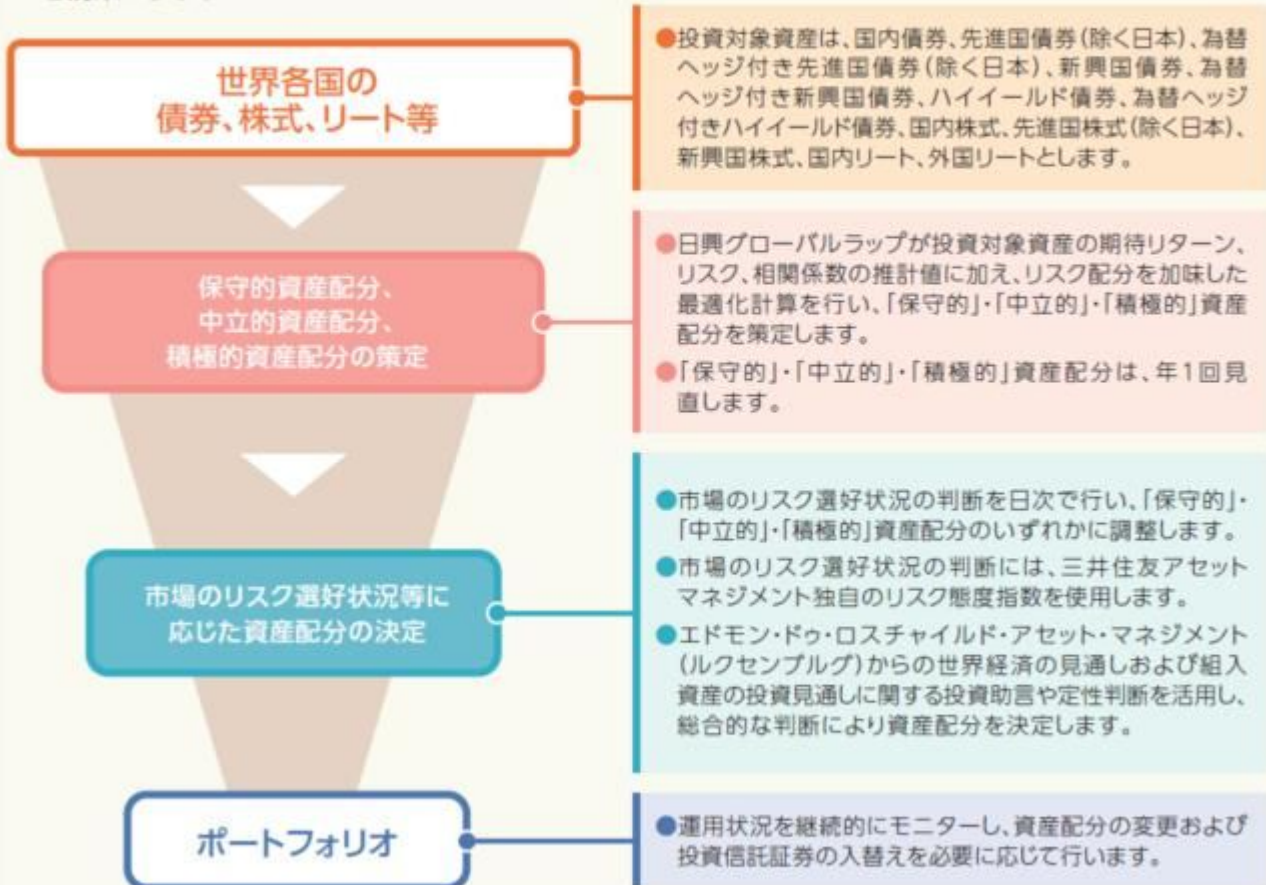 世界各国の
債券、株式、リート等
●投資対象資産は、国内債券、先進国債券(除く日本)、為替
ヘッジ付き先進国債券(除く日本)、新興国債券、為替
ヘッジ付き新興国債券、ハイイールド債券、為替ヘッジ
付きハイイールド債券、国内株式、先進国株式(除く日本)、
新興国株式、国内リート、外国リートとします。
保守的資産配分、
中立的資産配分、
積極的資産配分の策定
●日興グローバルラップが投資対象資産の期待リターン、
リスク、相関係数の推計値に加え、リスク配分を加味した
最適化計算を行い、「保守的」・「中立的」・「積極的」資産
配分を策定します。
●「保守的」・「中立的」・「積極的」資産配分は、年1回見
直します。
市場のリスク選好状況等に
応じた資産配分の決定
●市場のリスク選好状況の判断を日次で行い、「保守的」・
「中立的」・「積極的」資産配分のいずれかに調整します。
●市場のリスク選好状況の判断には、三井住友アセット
マネジメント独自のリスク態度指数を使用します。
●エドモン・ドゥ・ロスチャイルド・アセット・マネジメント
(ルクセンブルグ)からの世界経済の見通しおよび組入
資産の投資見通しに関する投資助言や定性判断を活用し、
総合的な判断により資産配分を決定します。
ポートフォリオ
●運用状況を継続的にモニターし、資産配分の変更および
投資信託証券の入替えを必要に応じて行います。